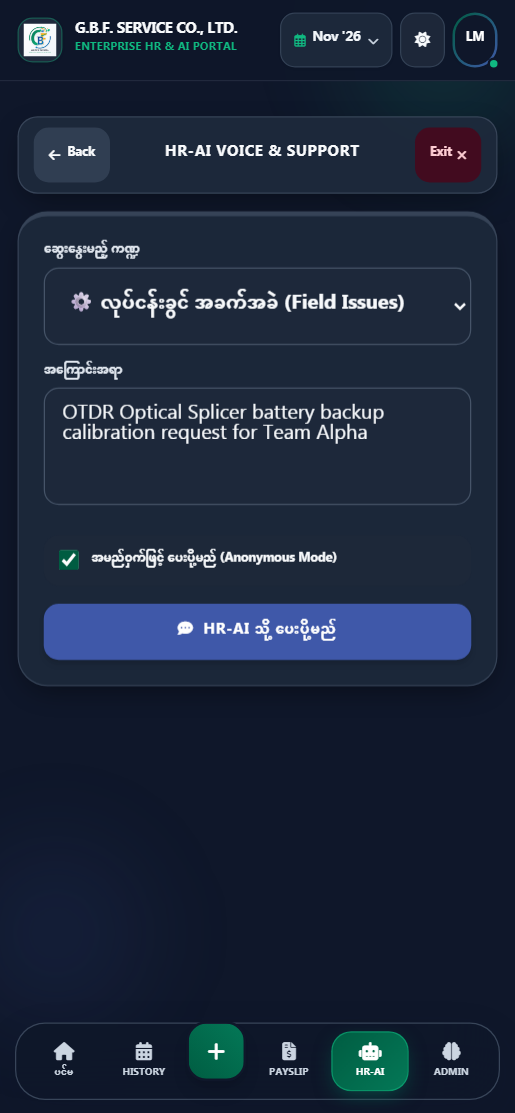 G.B.F. SERVICE CO., LTD.
ENTERPRISE HR & AI PORTAL
Nov '26
LM
Back
HR-AI VOICE & SUPPORT
Exit
ဆွေးနွေးမည့် ကဏ္ဍ
လုပ်ငန်းခွင် အခက်အခဲ (Field Issues)
အကြောင်းအရာ
OTDR Optical Splicer battery backup
calibration request for Team Alpha
အမည်ဝှက်ဖြင့် ပေးပို့မည် (Anonymous Mode)
HR-AI သို့ ပေးပို့မည်
ပင်မ
HISTORY
PAYSLIP
HR-AI
ADMIN